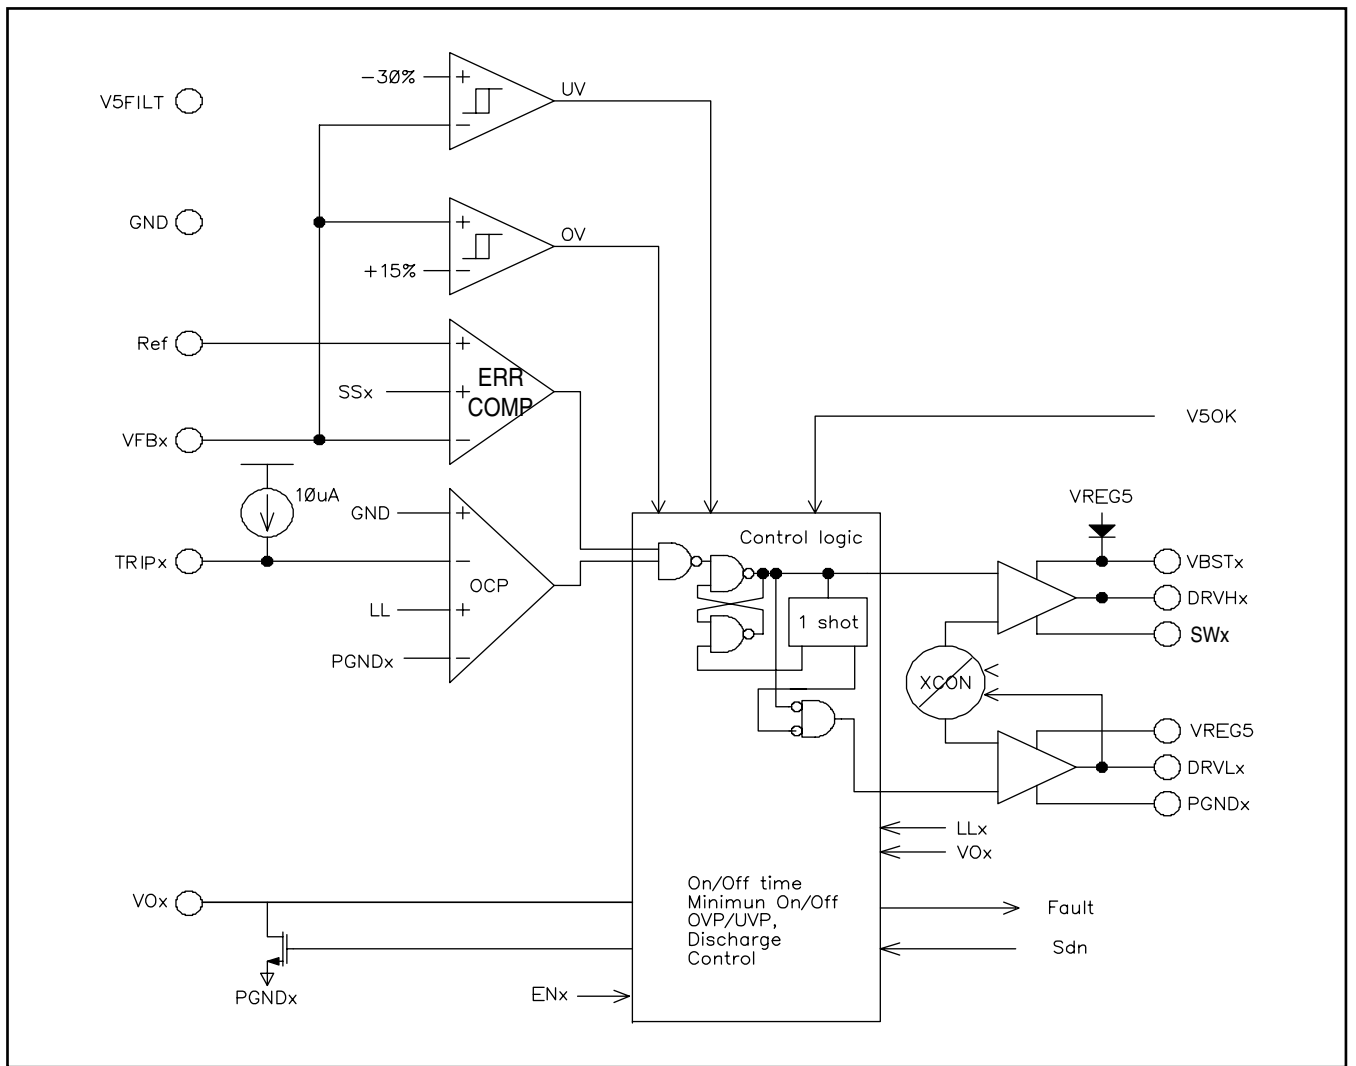 -30%
UV
V5FILT
+
-
GND
+
OV
+15%
-
Ref
+
SSx
+
ERR
COMP
VFBx
-
V5OK
10uA
GND
+
VREG5
Control logic
TRIPx
-
OCP
VBSTx
LL
+
DRVHx
1 shot
SWx
PGNDx
-
XCON
VREG5
DRVLx
PGNDx
LLx
VOx
On/Off time
Minimun On/Off
OVP/UVP,
Discharge
Control
VOx
Fault
Sdn
PGNDx
ENx